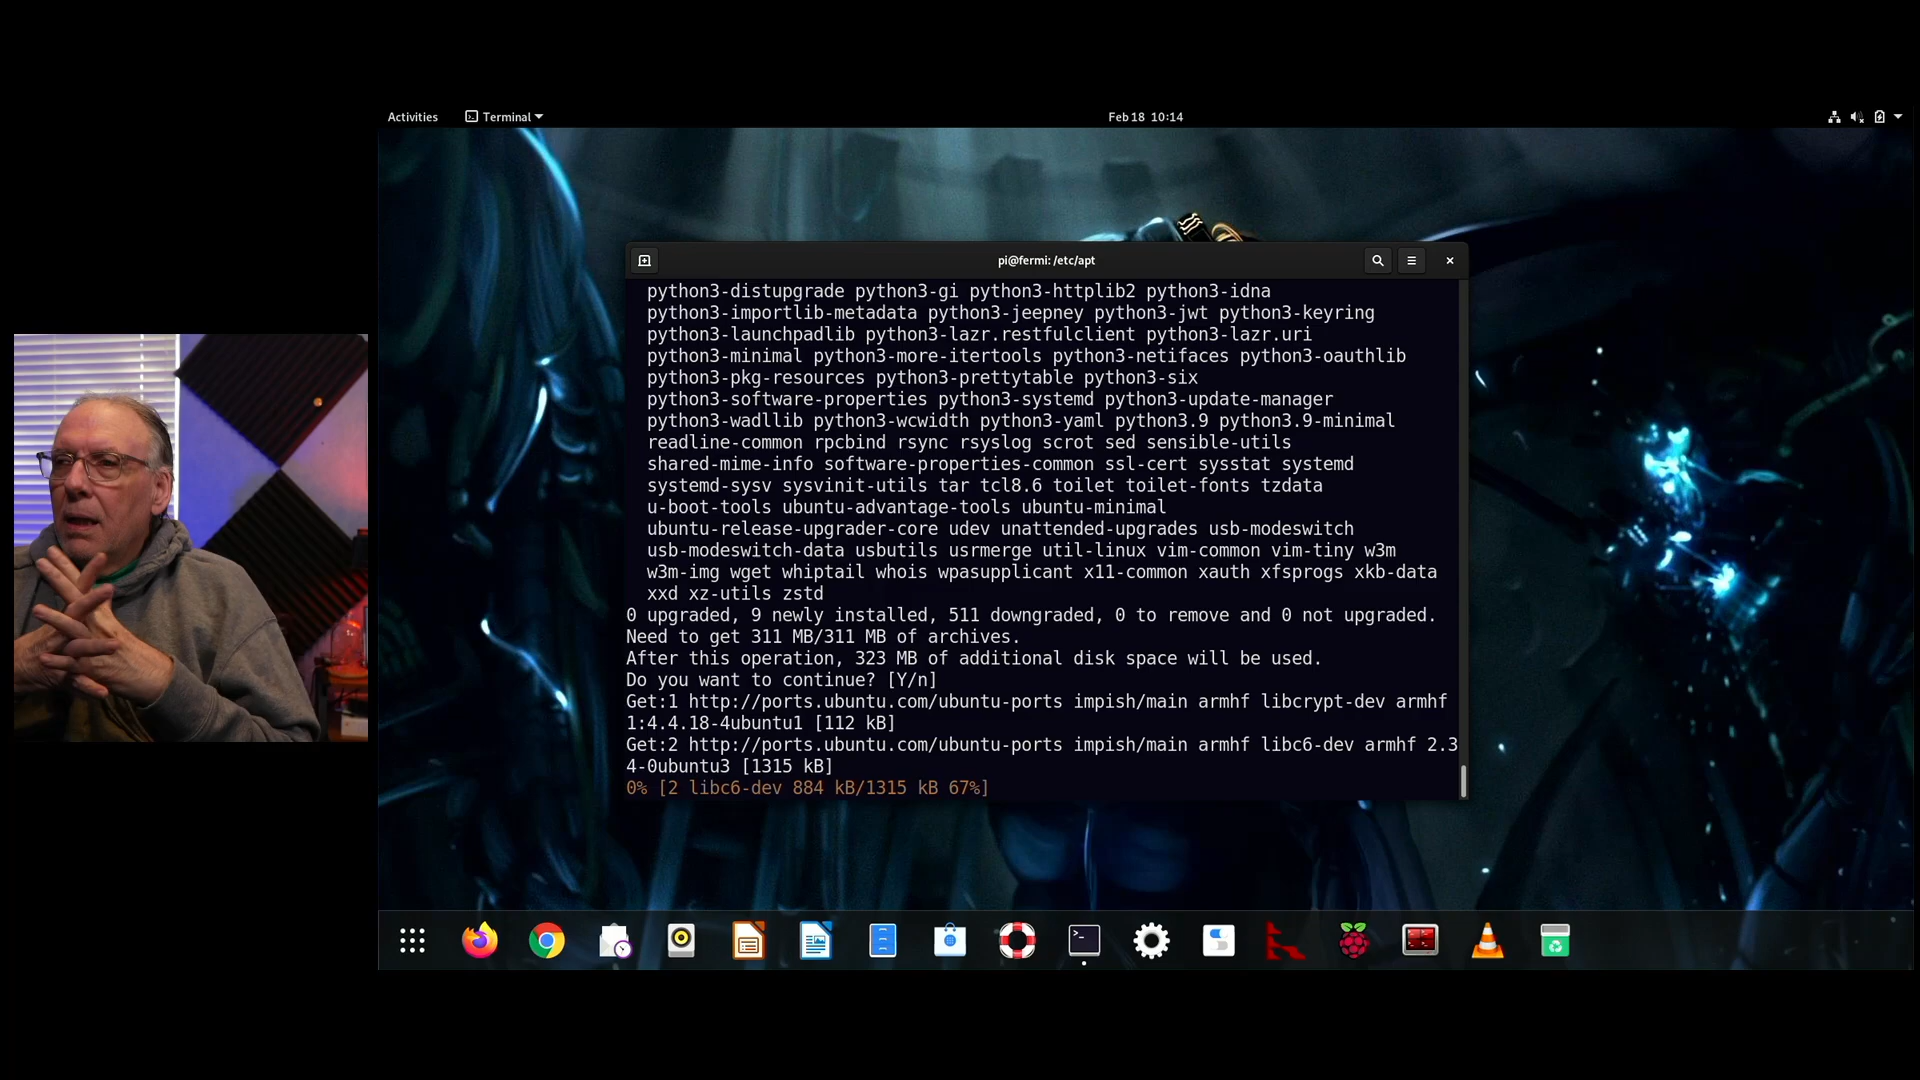 Activities
Terminal
Feb 18 10:14
pi@fermi: /etc/apt
python3-distupgrade python3-gi python3-httplib2 python3-idna
python3-importlib-metadata python3-jeepney python3-jwt python3-keyring
python3-launchpadlib python3-lazr.restfulclient python3-lazr.uri
python3-minimal python3-more-itertools python3-netifaces python3-oauthlib
python3-pkg-resources python3-prettytable python3-six
python3-software-properties python3-systemd python3-update-manager
python3-wadllib python3-wcwidth python3-yaml python3.9 python3.9-minimal
readline-common rpcbind rsync rsyslog scrot sed sensible-utils
shared-mime-info software-properties-common ssl-cert sysstat systemd
systemd-sysv sysvinit-utils tar tcl8.6 toilet toilet-fonts tzdata
u-boot-tools ubuntu-advantage-tools ubuntu-minimal
ubuntu-release-upgrader-core udev unattended-upgrades usb-modeswitch
usb-modeswitch-data usbutils usrmerge util-linux vim-common vim-tiny w3m
w3m-img wget whiptail whois wpasupplicant x11-common xauth xfsprogs xkb-data
xxd xz-utils zstd
0 upgraded, 9 newly installed, 511 downgraded, 0 to remove and 0 not upgraded.
Need to get 311 MB/311 MB of archives.
After this operation, 323 MB of additional disk space will be used.
Do you want to continue? [Y/n]
Get:1 http://ports.ubuntu.com/ubuntu-ports impish/main armhf libcrypt-dev armhf
1:4.4.18-4ubuntu1 [112 kB]
Get:2 http://ports.ubuntu.com/ubuntu-ports impish/main armhf libc6-dev armhf 2.3
4-0ubuntu3 [1315 kB]
0% [2 libc6-dev 884 kB/1315 kB 67%]